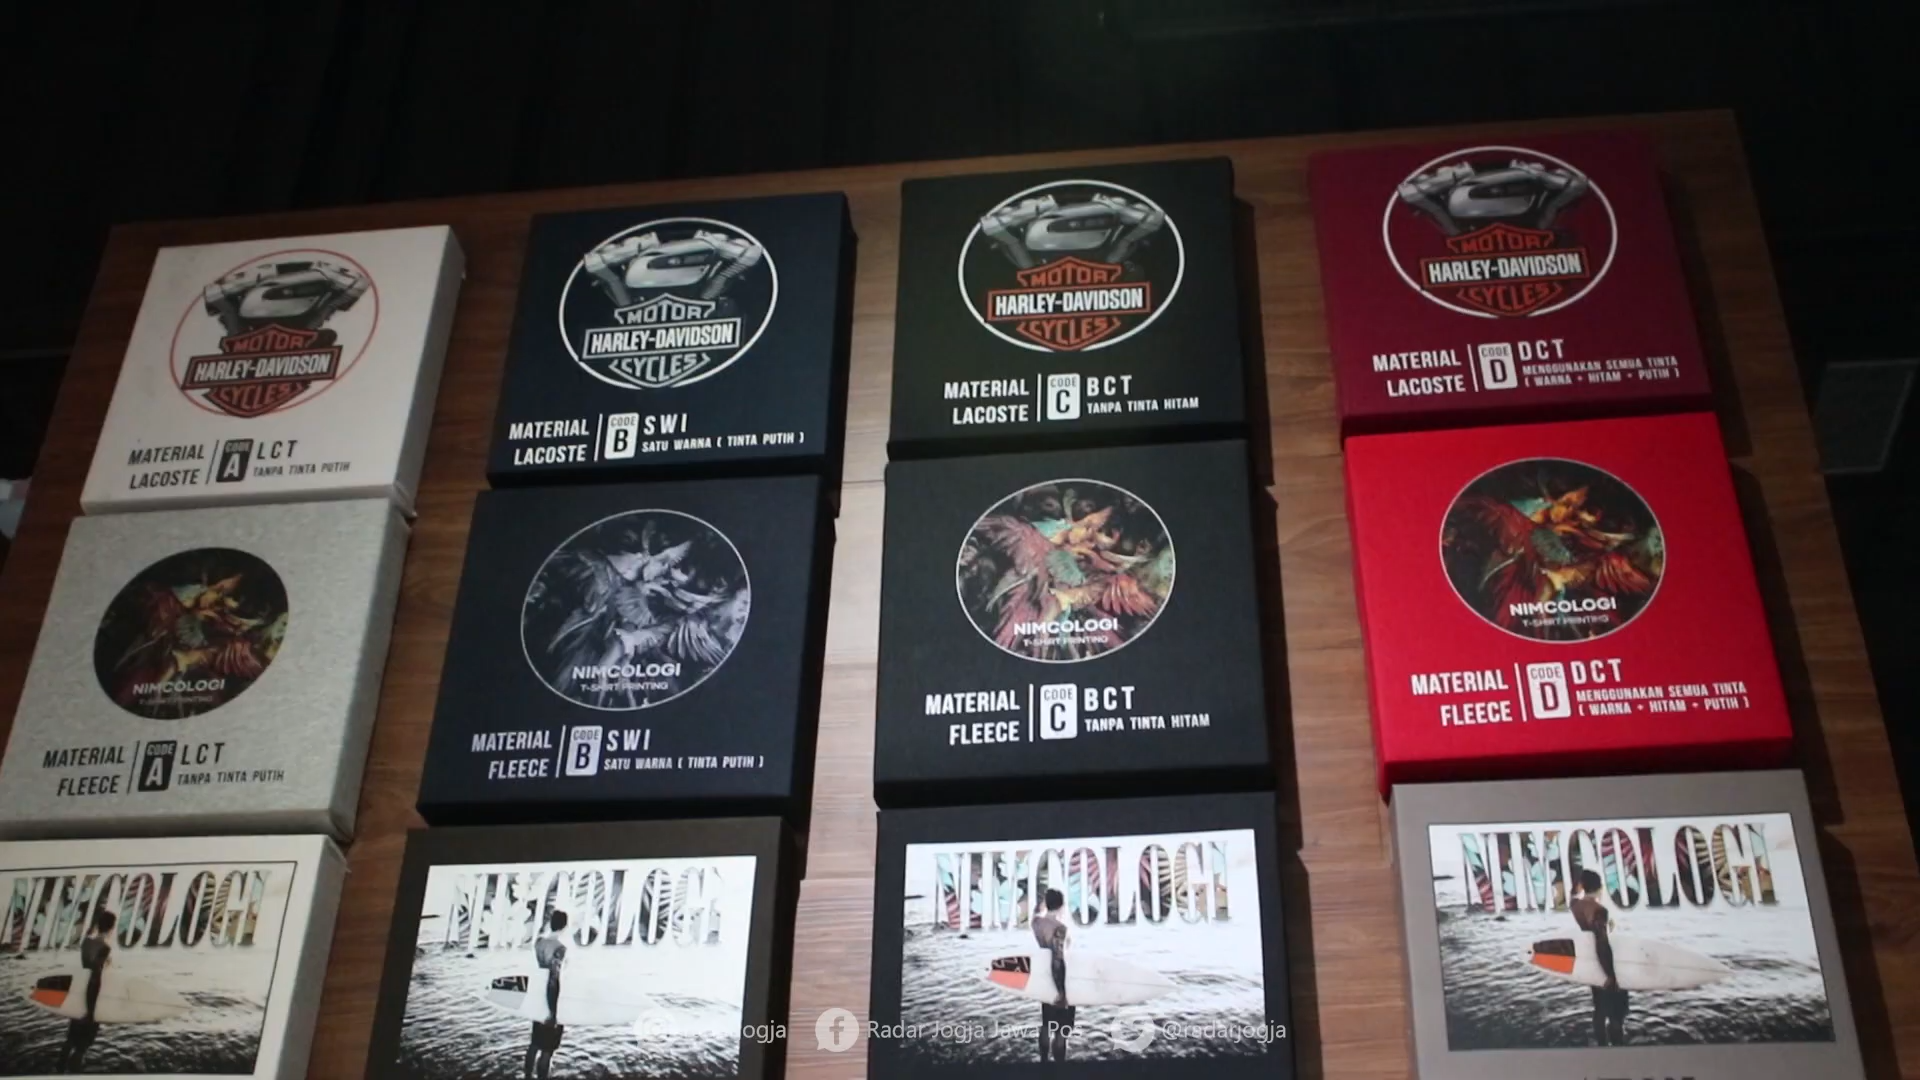 MOTOR
HARLEY-DAVIDSON
CYCLES
MATERIAL
LACOSTE
CODE
A
LCT
TANPA TINTA PUTIH
MOTOR
HARLEY-DAVIDSON
CYCLES
MATERIAL
LACOSTE
CODE
B
SWI
SATU WARNA ( TINTA PUTIH )
MOTOR
HARLEY-DAVIDSON
CYCLES
MATERIAL
LACOSTE
CODE
C
BCT
TANPA TINTA HITAM
MOTOR
HARLEY-DAVIDSON
CYCLES
MATERIAL
LACOSTE
CODE
D
DCT
MENGGUNAKAN SEMUA TINTA
( WARNA + HITAM + PUTIH )
NIMCOLOGI
T-SHIRT PRINTING
MATERIAL
FLEECE
CODE
A
LCT
TANPA TINTA PUTIH
NIMCOLOGI
T-SHIRT PRINTING
MATERIAL
FLEECE
CODE
B
SWI
SATU WARNA ( TINTA PUTIH )
NIMCOLOGI
T-SHIRT PRINTING
MATERIAL
FLEECE
CODE
C
BCT
TANPA TINTA HITAM
NIMCOLOGI
T-SHIRT PRINTING
MATERIAL
FLEECE
CODE
D
DCT
MENGGUNAKAN SEMUA TINTA
( WARNA + HITAM + PUTIH )
NIMCOLOGI
NIMCOLOGI
NIMCOLOGI
NIMCOLOGI
Radar Jogja Jawa Pos
@radarjogja